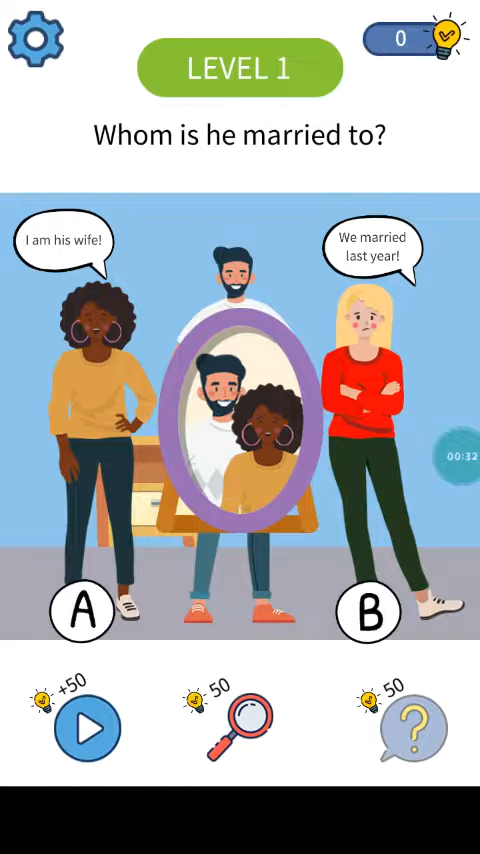 0
LEVEL 1
Whom is he married to?
I am his wife!
We married
last year!
00:32
A
B
+50
50
50
?